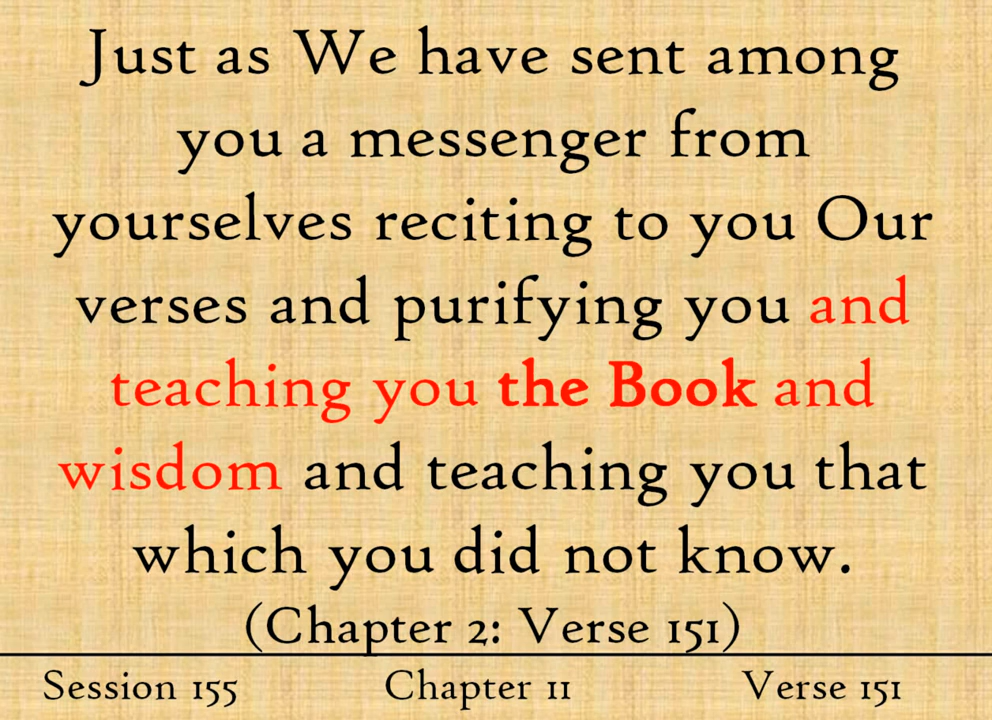 Just as We have sent among
you a messenger from
yourselves reciting to you Our
verses and purifying you and
teaching you the Book and
wisdom and teaching you that
which you did not know.
(Chapter 2: Verse 151)
Session 155 Chapter 11 Verse 151